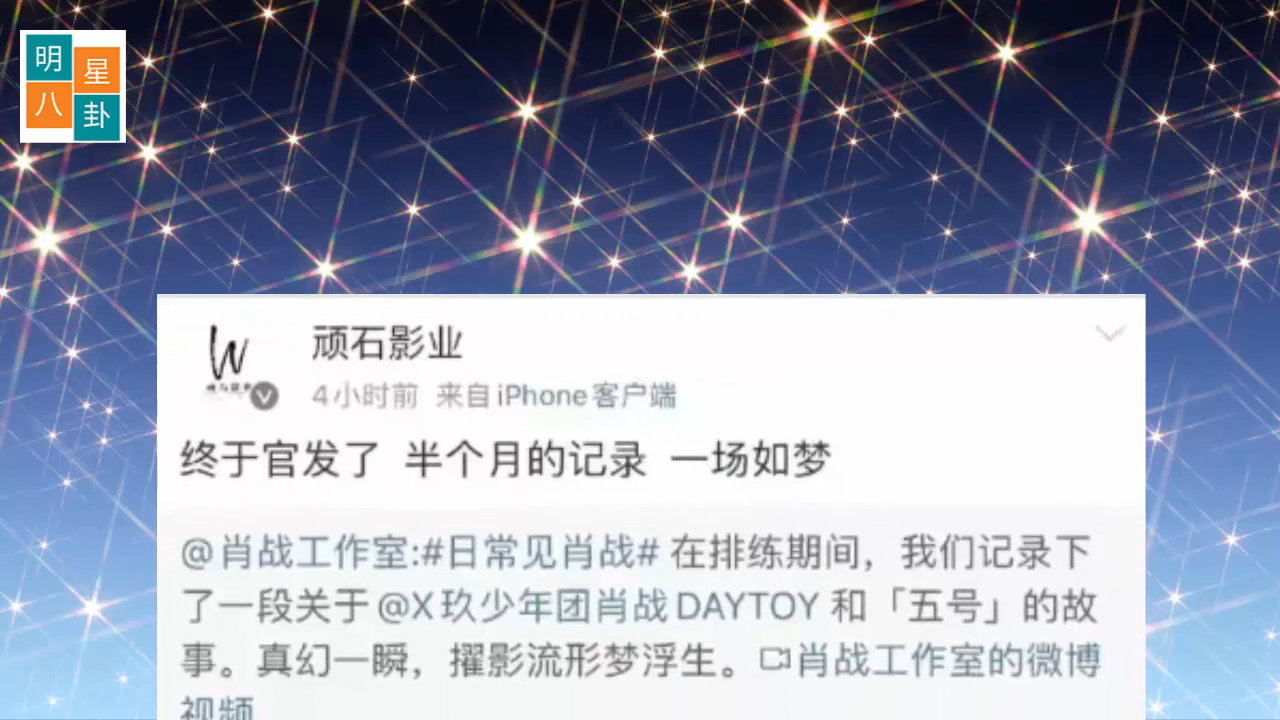 明星
八卦
顽石影业
4小时前 来自iPhone客户端
终于官发了 半个月的记录 一场如梦
@肖战工作室:#日常见肖战# 在排练期间，我们记录下
了一段关于@X玖少年团肖战DAYTOY 和「五号」的故
事。真幻一瞬，擢影流形梦浮生。肖战工作室的微博
视频